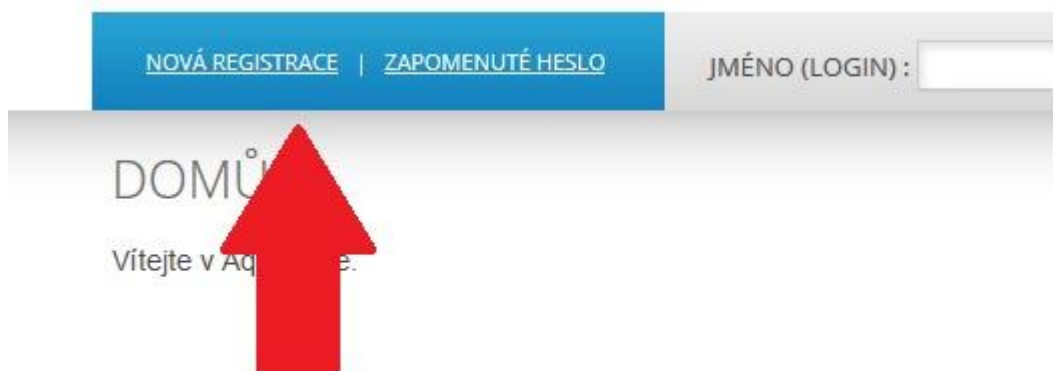 NOVÁ REGISTRACE | ZAPOMENUTÉ HESLO JMÉNO (LOGIN) :
DOMŮ
Vítejte v